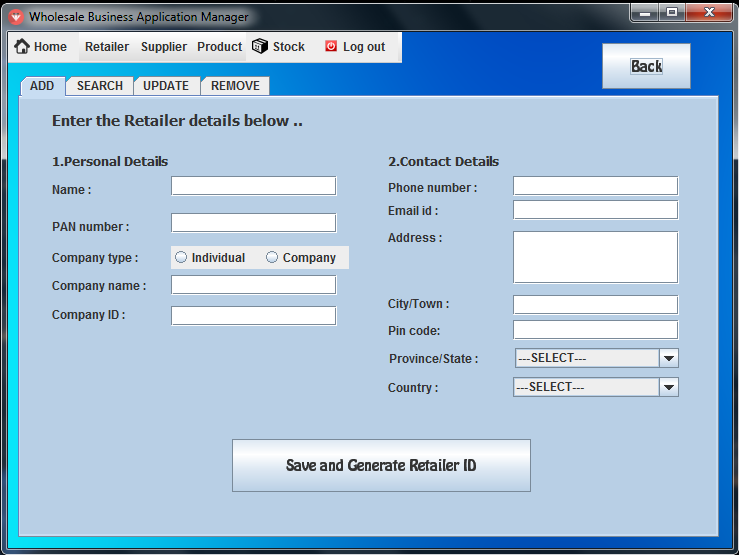 Wholesale Business Application Manager
Home Retailer Supplier Product Stock Log out
Back
ADD SEARCH UPDATE REMOVE
Enter the Retailer details below ..
1.Personal Details
Name :
PAN number :
Company type : Individual Company
Company name :
Company ID :
2.Contact Details
Phone number :
Email id :
Address :
City/Town :
Pin code:
Province/State : ---SELECT---
Country : ---SELECT---
Save and Generate Retailer ID